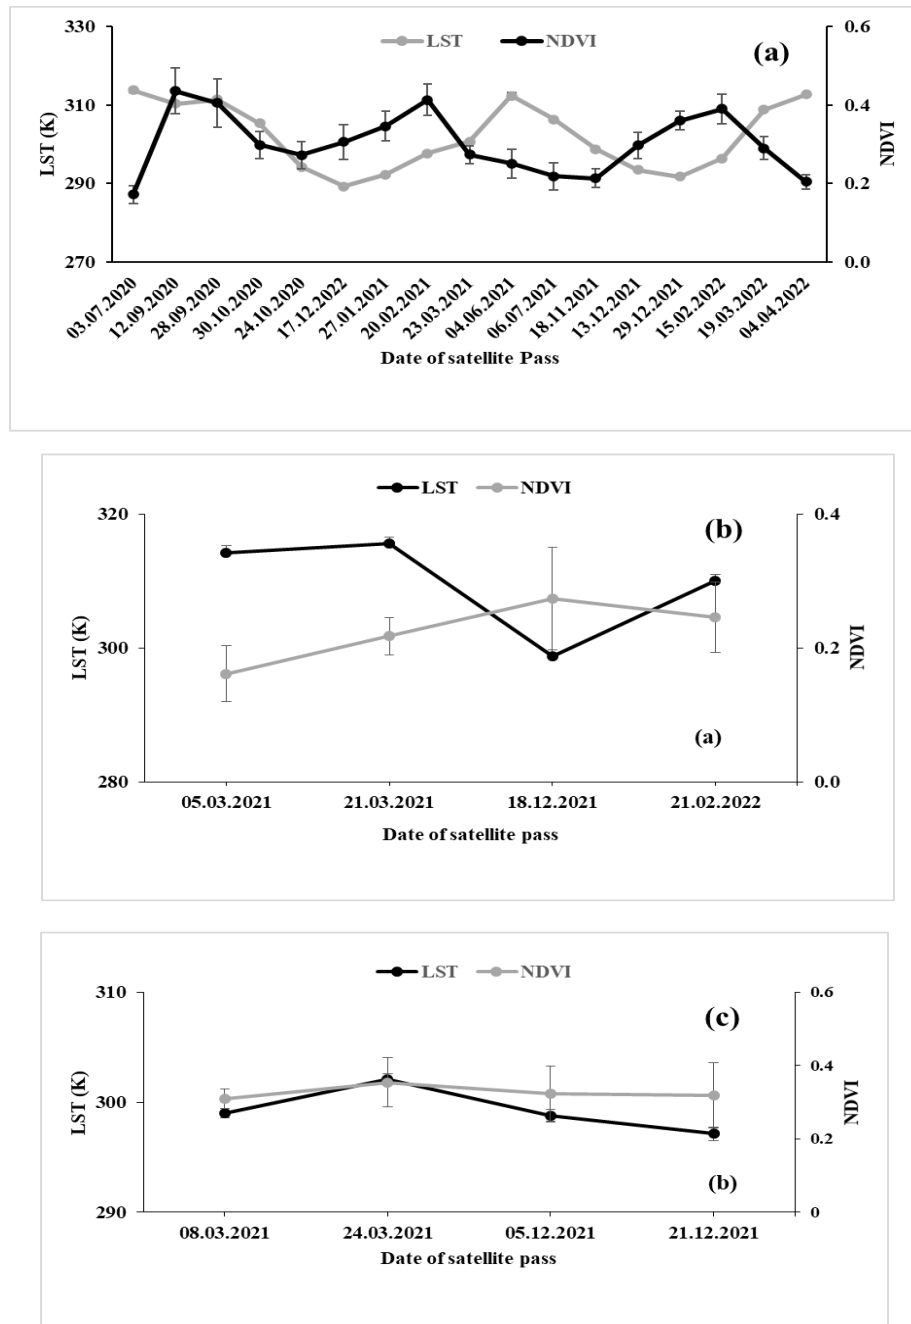 330
0.6
LST
NDVI
(a)
310
0.4
LST (K)
NDVI
290
0.2
270
0.0
03.07.2020
12.09.2020
28.09.2020
30.10.2020
24.10.2020
17.12.2022
27.01.2021
20.02.2021
23.03.2021
04.06.2021
06.07.2021
18.11.2021
13.12.2021
29.12.2021
15.02.2022
19.03.2022
04.04.2022
Date of satellite Pass
LST
NDVI
320
0.4
(b)
LST (K)
300
0.2
NDVI
(a)
280
0.0
05.03.2021
21.03.2021
18.12.2021
21.02.2022
Date of satellite pass
LST
NDVI
310
0.6
(c)
0.4
LST (K)
300
NDVI
0.2
(b)
290
0
08.03.2021
24.03.2021
05.12.2021
21.12.2021
Date of satellite pass